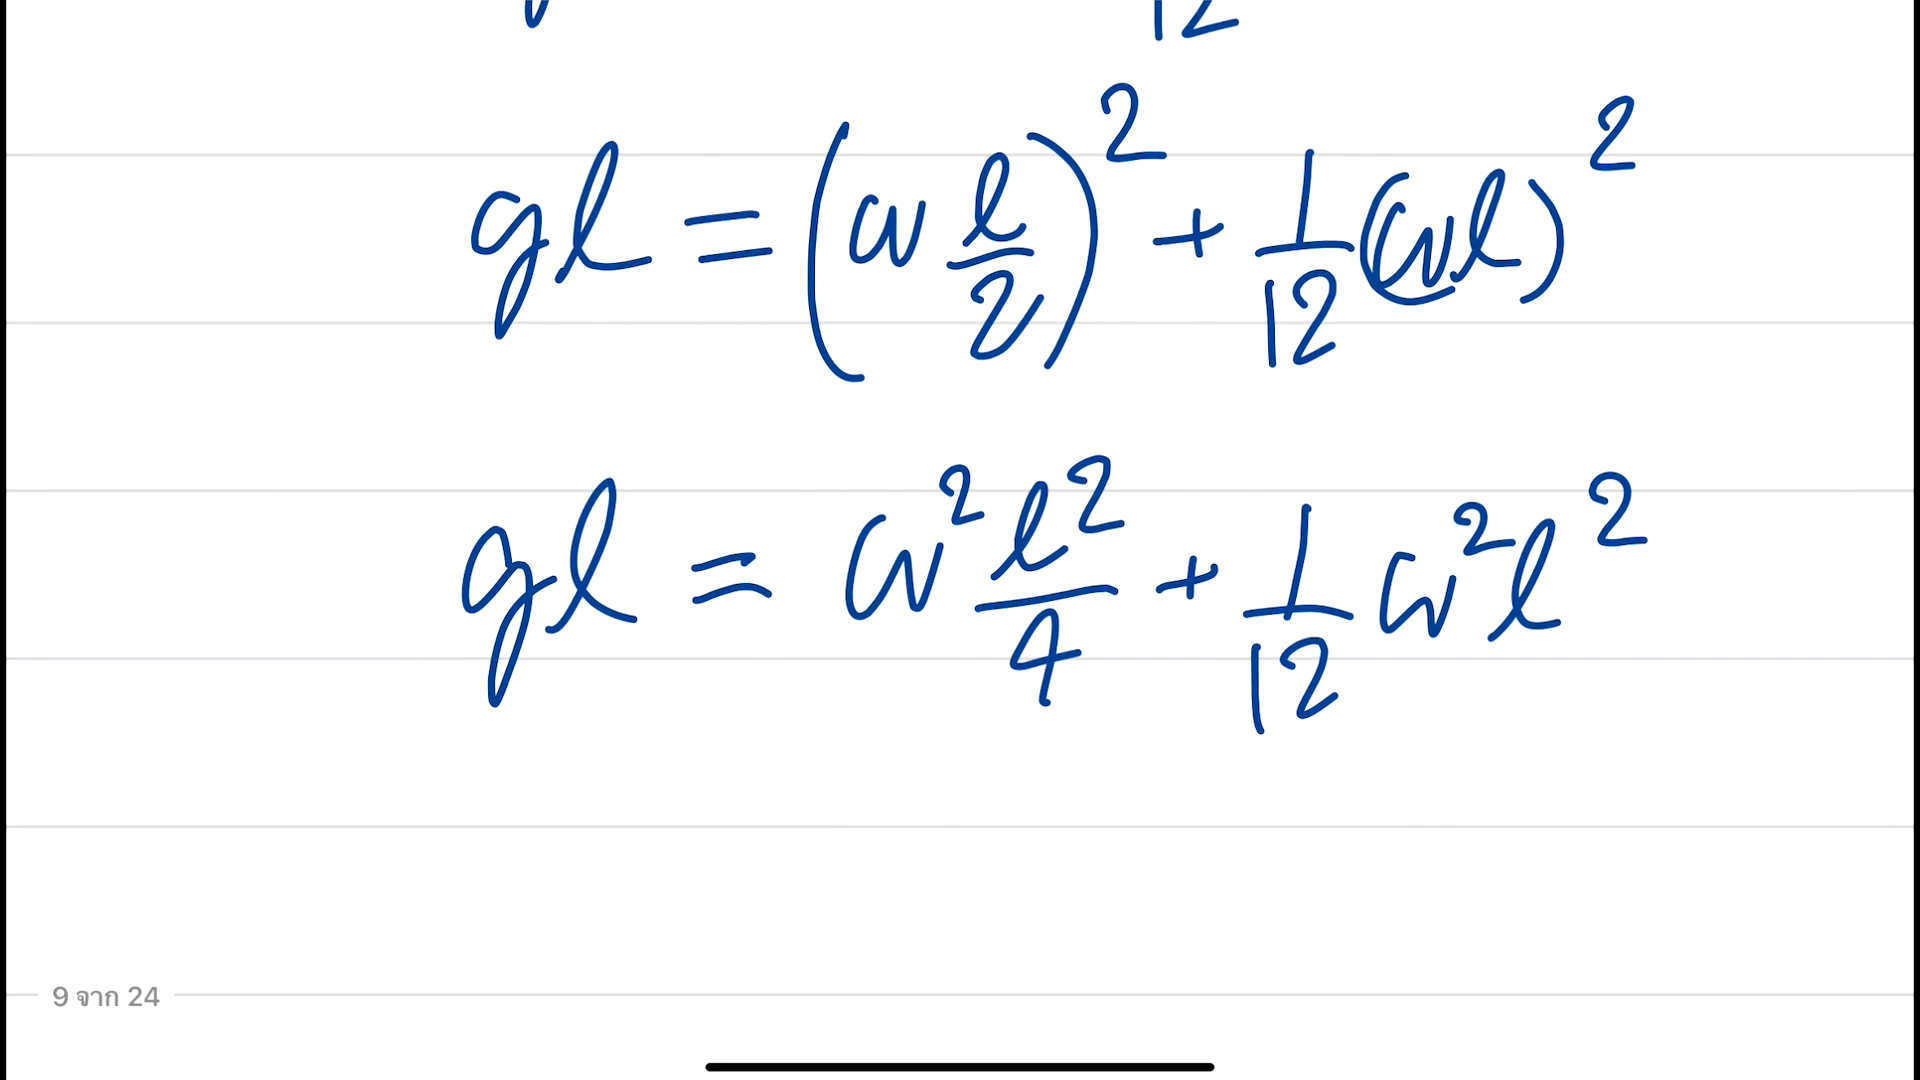 12
gl = (ω l/2)² + 1/12 (ωl)²
gl = ω² l²/4 + 1/12 ω² l²
9 จาก 24